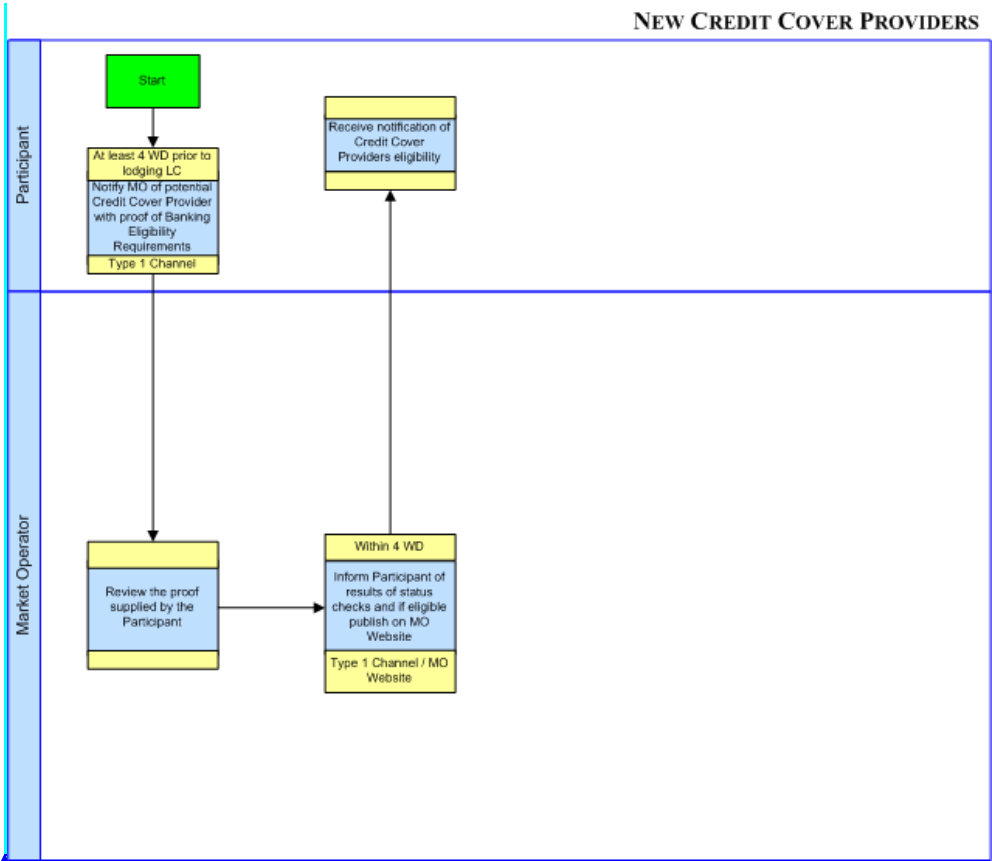 NEW CREDIT COVER PROVIDERS
Participant
Start
At least 4 WD prior to
lodging LC
Notify MO of potential
Credit Cover Provider
with proof of Banking
Eligibility
Requirements
Type 1 Channel
Receive notification of
Credit Cover
Providers eligibility
Market Operator
Review the proof
supplied by the
Participant
Within 4 WD
Inform Participant of
results of status
checks and if eligible
publish on MO
Website
Type 1 Channel / MO
Website